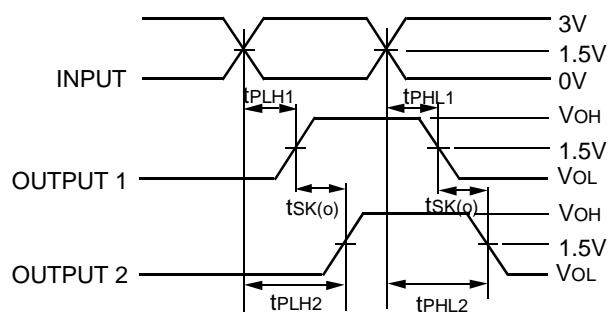 3V
1.5V
INPUT
0V
tPLH1
tPHL1
VOH
1.5V
OUTPUT 1
VOL
tSK(o)
tSK(o)
VOH
1.5V
OUTPUT 2
VOL
tPLH2
tPHL2